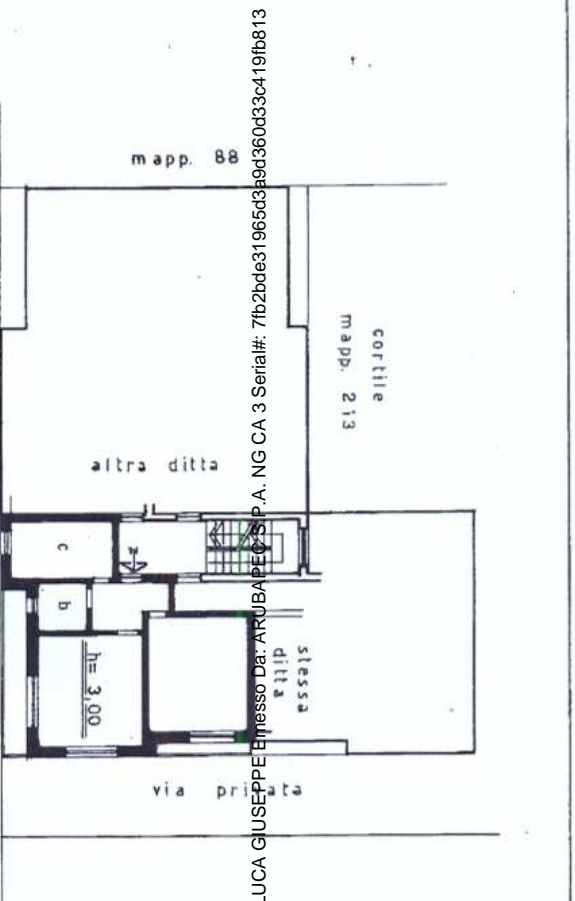 mapp. 88
cortile
mapp. 213
altra ditta
c
b
h= 3,00
stessa
ditta
via privata
LUCA GIUSEPPE Emesso Da: ARUBAPEC S.P.A. NG CA 3 Serial#: 7fb2bde31965d3a9d360d33c419fb813